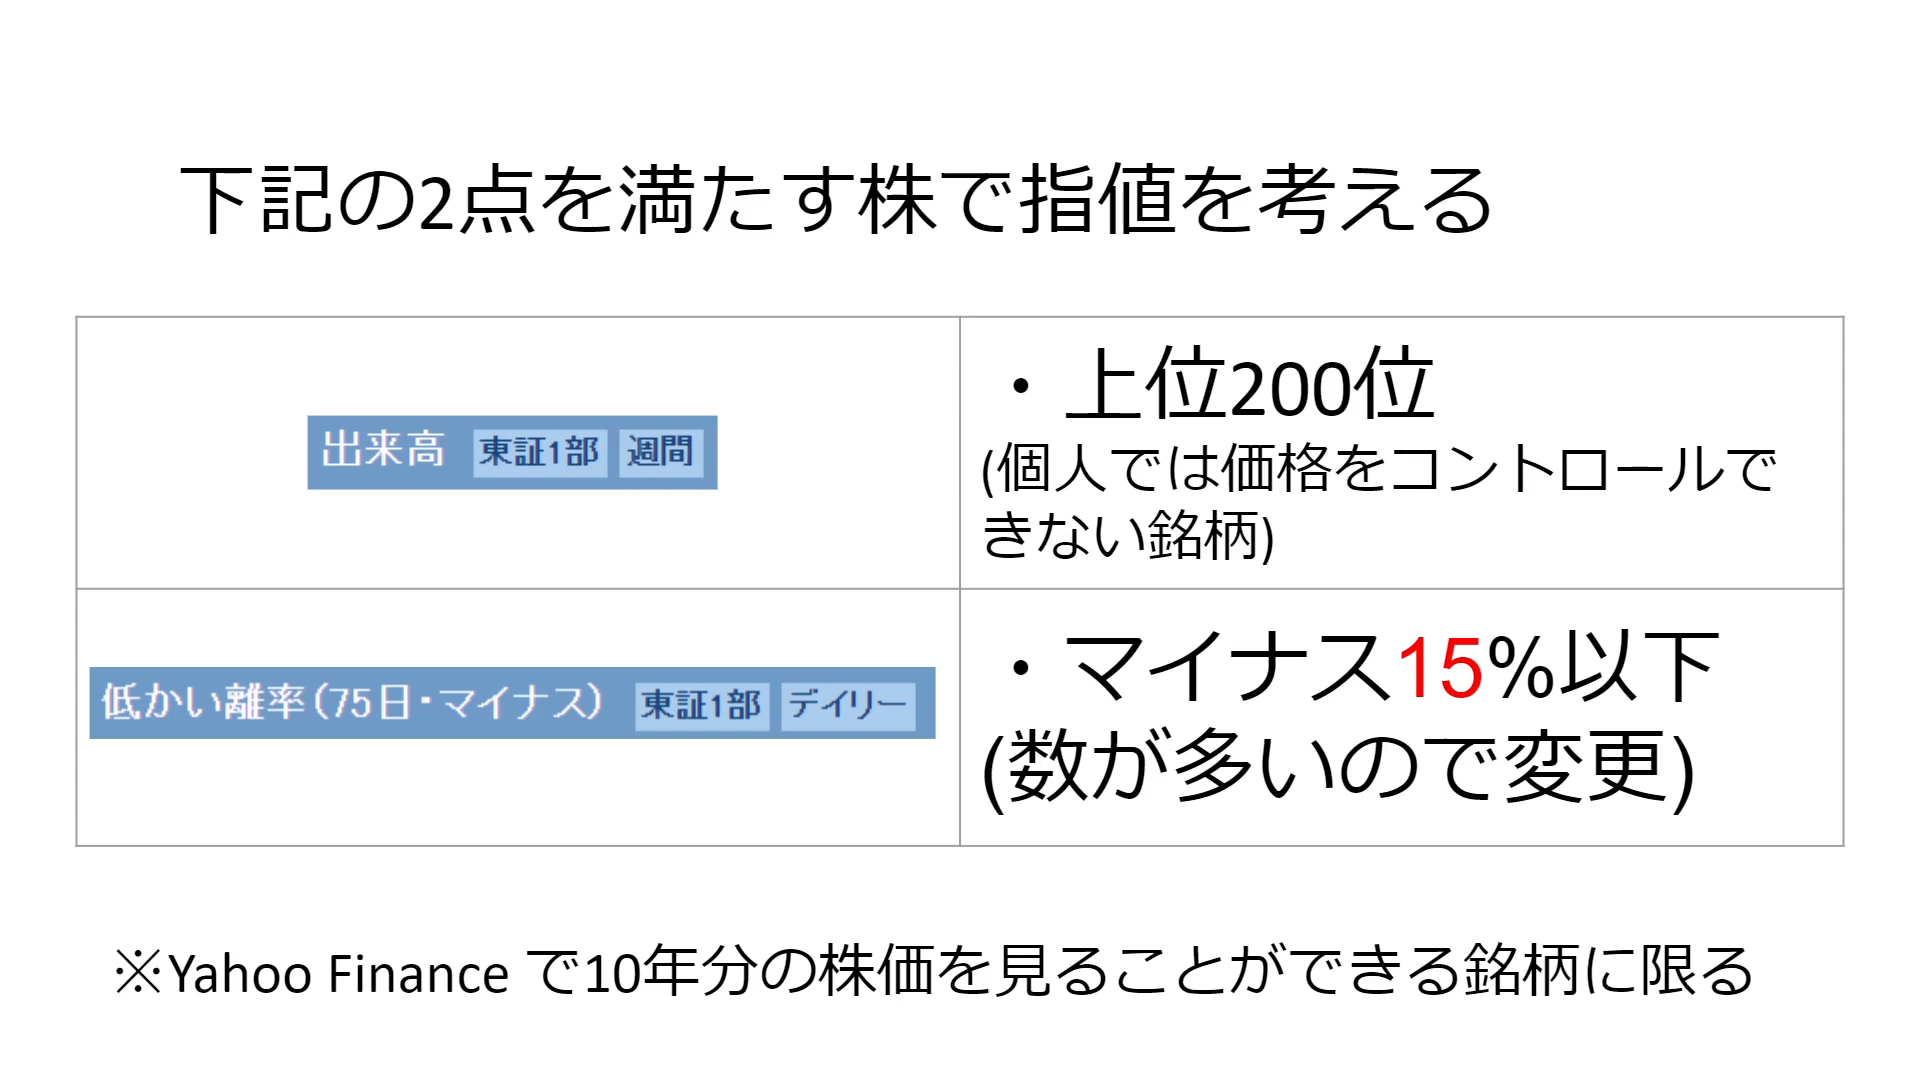 下記の2点を満たす株で指値を考える
出来高 東証1部 週間
・上位200位
(個人では価格をコントロールで
きない銘柄)
低かい離率(75日・マイナス) 東証1部 デイリー
・マイナス15%以下
(数が多いので変更)
※Yahoo Finance で10年分の株価を見ることができる銘柄に限る